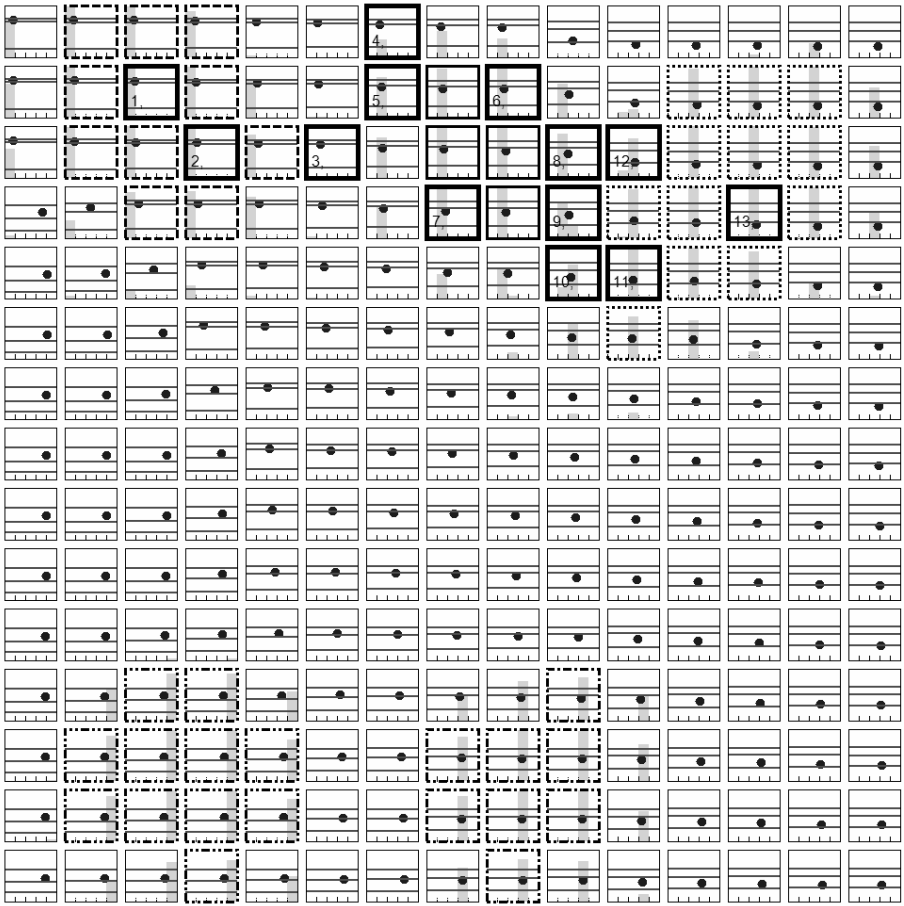 4,
1, 5, 6,
2, 3, 8, 12,
7, 9, 13,
10, 11,